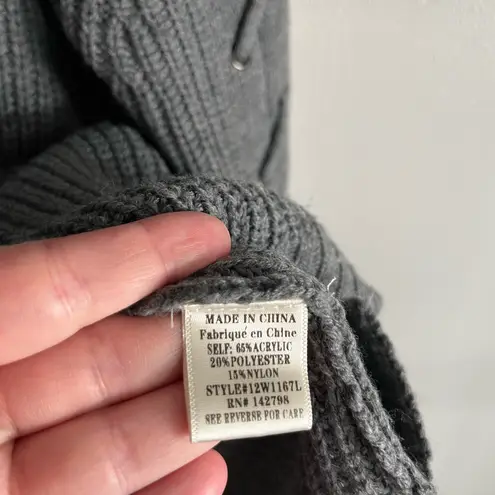 MADE IN CHINA
Fabriqué en Chine
SELF: 65%ACRYLIC
20%POLYESTER
15%NYLON
STYLE#12W1167L
RN# 142798
SEE REVERSE FOR CARE